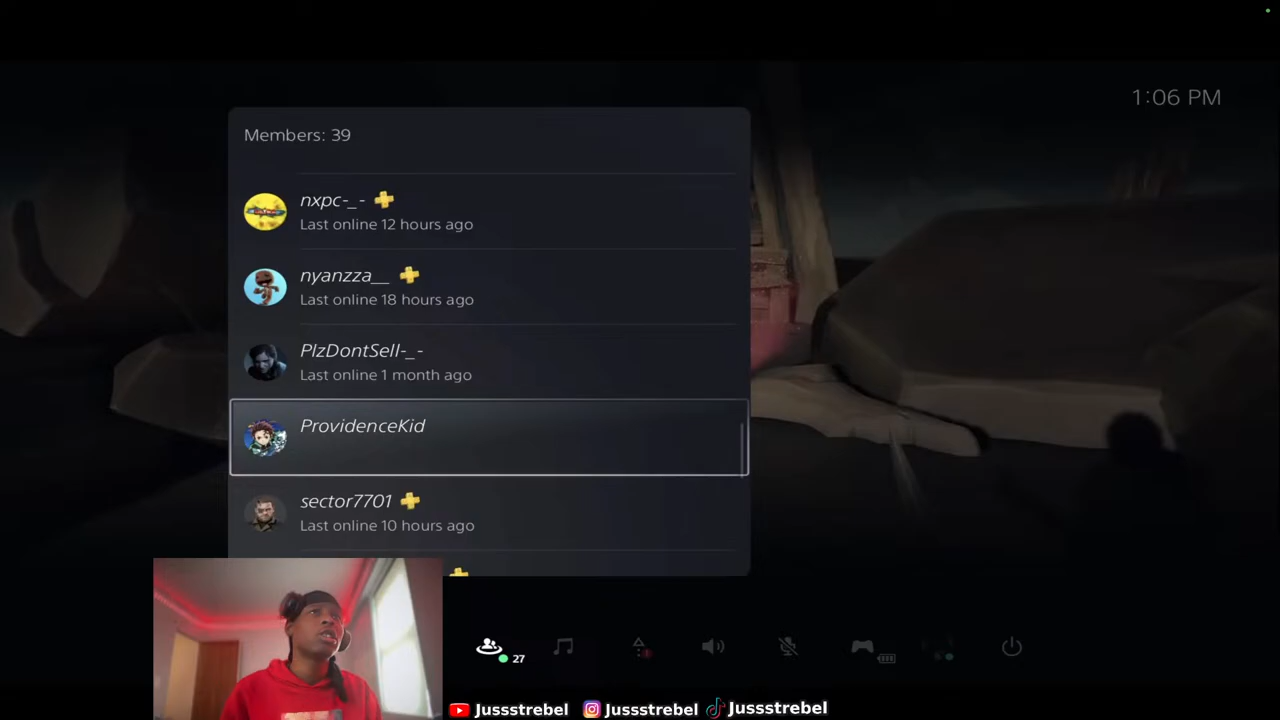 1:06 PM
Members: 39
nxpc-_-
Last online 12 hours ago
nyanzza__
Last online 18 hours ago
PlzDontSell-_-
Last online 1 month ago
ProvidenceKid
sector7701
Last online 10 hours ago
27
Jussstrebel Jussstrebel Jussstrebel